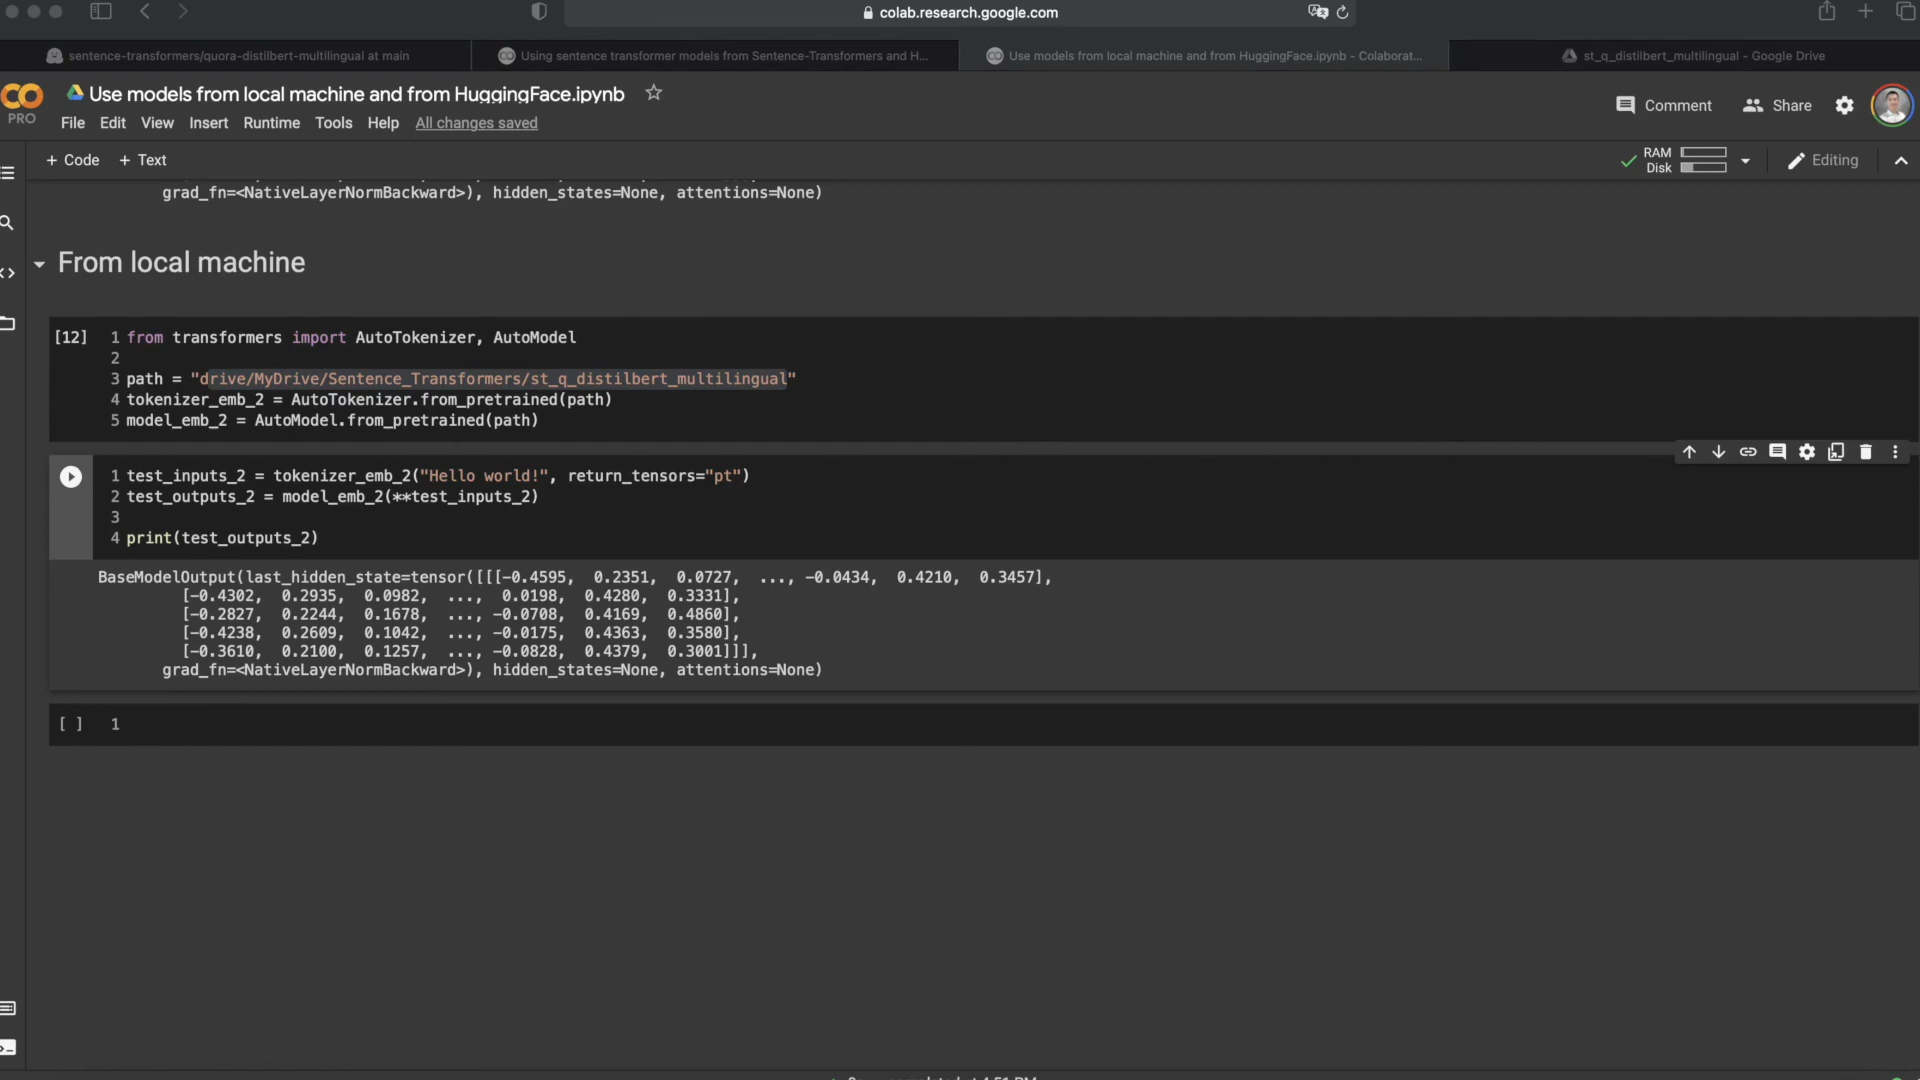 colab.research.google.com
sentence-transformers/quora-distilbert-multilingual at main
Using sentence transformer models from Sentence-Transformers and H...
Use models from local machine and from HuggingFace.ipynb - Colaborat...
st_q_distilbert_multilingual - Google Drive
CO
PRO
Use models from local machine and from HuggingFace.ipynb
Comment
Share
File Edit View Insert Runtime Tools Help All changes saved
+ Code + Text
RAM
Disk
Editing
grad_fn=<NativeLayerNormBackward>), hidden_states=None, attentions=None)
From local machine
[12] 1 from transformers import AutoTokenizer, AutoModel
2
3 path = "drive/MyDrive/Sentence_Transformers/st_q_distilbert_multilingual"
4 tokenizer_emb_2 = AutoTokenizer.from_pretrained(path)
5 model_emb_2 = AutoModel.from_pretrained(path)
1 test_inputs_2 = tokenizer_emb_2("Hello world!", return_tensors="pt")
2 test_outputs_2 = model_emb_2(**test_inputs_2)
3
4 print(test_outputs_2)
BaseModelOutput(last_hidden_state=tensor([[[-0.4595, 0.2351, 0.0727, ..., -0.0434, 0.4210, 0.3457],
[-0.4302, 0.2935, 0.0982, ..., 0.0198, 0.4280, 0.3331],
[-0.2827, 0.2244, 0.1678, ..., -0.0708, 0.4169, 0.4860],
[-0.4238, 0.2609, 0.1042, ..., -0.0175, 0.4363, 0.3580],
[-0.3610, 0.2100, 0.1257, ..., -0.0828, 0.4379, 0.3001]]],
grad_fn=<NativeLayerNormBackward>), hidden_states=None, attentions=None)
[ ] 1